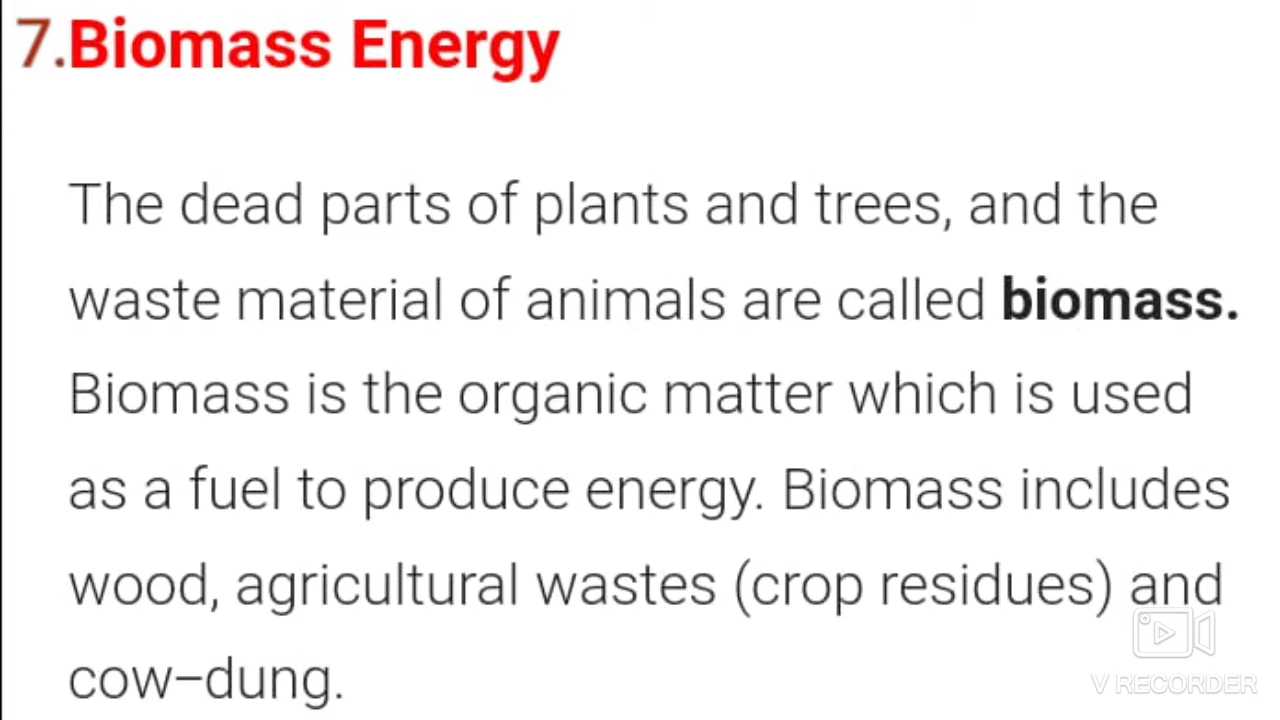 7.Biomass Energy
The dead parts of plants and trees, and the
waste material of animals are called biomass.
Biomass is the organic matter which is used
as a fuel to produce energy. Biomass includes
wood, agricultural wastes (crop residues) and
cow–dung.
V RECORDER